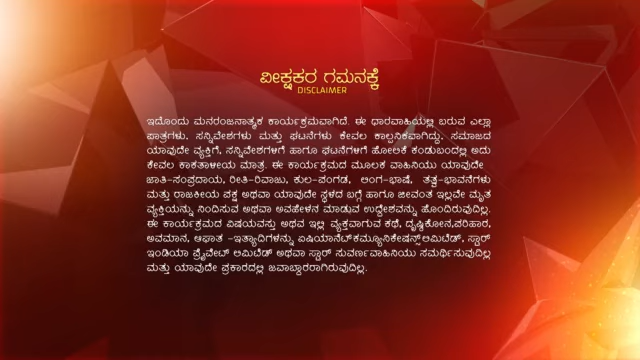 ವೀಕ್ಷಕರ ಗಮನಕ್ಕೆ
DISCLAIMER
ಇದೊಂದು ಮನರಂಜನಾತ್ಮಕ ಕಾರ್ಯಕ್ರಮವಾಗಿದೆ. ಈ ಧಾರವಾಹಿಯಲ್ಲಿ ಬರುವ ಎಲ್ಲಾ
ಪಾತ್ರಗಳು, ಸನ್ನಿವೇಶಗಳು ಮತ್ತು ಘಟನೆಗಳು ಕೇವಲ ಕಾಲ್ಪನಿಕವಾಗಿದ್ದು, ಸಮಾಜದ
ಯಾವುದೇ ವ್ಯಕ್ತಿಗೆ, ಸನ್ನಿವೇಶಗಳಿಗೆ ಹಾಗೂ ಘಟನೆಗಳಿಗೆ ಹೋಲಿಕೆ ಕಂಡುಬಂದಲ್ಲಿ ಅದು
ಕೇವಲ ಕಾಕತಾಳೀಯ ಮಾತ್ರ. ಈ ಕಾರ್ಯಕ್ರಮದ ಮೂಲಕ ವಾಹಿನಿಯು ಯಾವುದೇ
ಜಾತಿ-ಸಂಪ್ರದಾಯ, ರೀತಿ-ರಿವಾಜು, ಕುಲ-ಪಂಗಡ, ಲಿಂಗ-ಭಾಷೆ, ತತ್ವ-ಭಾವನೆಗಳು
ಮತ್ತು ರಾಜಕೀಯ ಪಕ್ಷ ಅಥವಾ ಯಾವುದೇ ಸ್ಥಳದ ಬಗ್ಗೆ ಹಾಗೂ ಜೀವಂತ ಇಲ್ಲವೇ ಮೃತ
ವ್ಯಕ್ತಿಯನ್ನು ನಿಂದಿಸುವ ಅಥವಾ ಅವಹೇಳನ ಮಾಡುವ ಉದ್ದೇಶವನ್ನು ಹೊಂದಿರುವುದಿಲ್ಲ.
ಈ ಕಾರ್ಯಕ್ರಮದ ವಿಷಯವಸ್ತು ಅಥವ ಇಲ್ಲಿ ವ್ಯಕ್ತವಾಗುವ ಕಥೆ, ದೃಷ್ಟಿಕೋನ,ಪರಿಹಾರ,
ಅವಮಾನ, ಆಘಾತ -ಇತ್ಯಾದಿಗಳನ್ನು ಏಷಿಯಾನೆಟ್ ಕಮ್ಯೂನಿಕೇಷನ್ಸ್ ಲಿಮಿಟೆಡ್, ಸ್ಟಾರ್
ಇಂಡಿಯಾ ಪ್ರೈವೇಟ್ ಲಿಮಿಟೆಡ್ ಅಥವಾ ಸ್ಟಾರ್ ಸುವರ್ಣವಾಹಿನಿಯು ಸಮರ್ಥಿಸುವುದಿಲ್ಲ
ಮತ್ತು ಯಾವುದೇ ಪ್ರಕಾರದಲ್ಲಿ ಜವಾಬ್ದಾರರಾಗಿರುವುದಿಲ್ಲ.